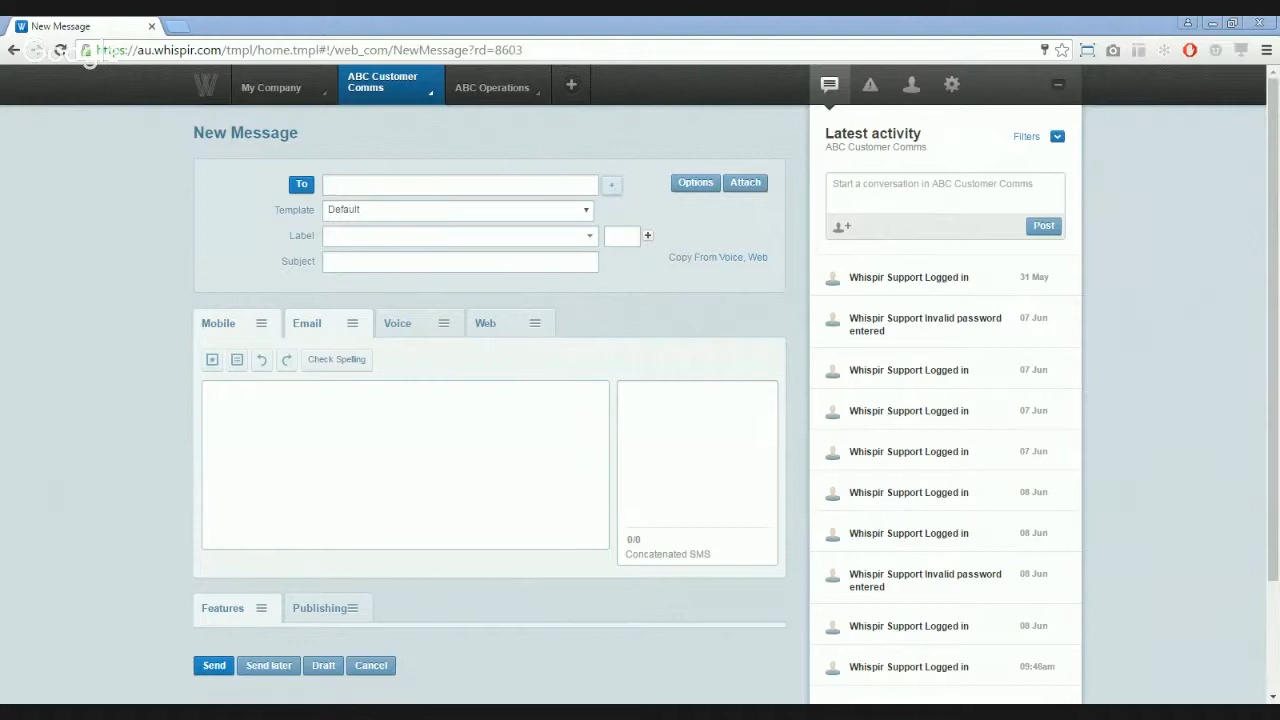 New Message
https://au.whispir.com/tmpl/home.tmpl#!/web_com/NewMessage?rd=8603
W
My Company
ABC Customer
Comms
ABC Operations
New Message
To
Options
Attach
Template
Default
Label
Subject
Copy From Voice, Web
Mobile
Email
Voice
Web
Check Spelling
0/0
Concatenated SMS
Features
Publishing
Send
Send later
Draft
Cancel
Latest activity
Filters
ABC Customer Comms
Start a conversation in ABC Customer Comms
Post
Whispir Support Logged in 31 May
Whispir Support Invalid password 07 Jun
entered
Whispir Support Logged in 07 Jun
Whispir Support Logged in 07 Jun
Whispir Support Logged in 07 Jun
Whispir Support Logged in 08 Jun
Whispir Support Logged in 08 Jun
Whispir Support Invalid password 08 Jun
entered
Whispir Support Logged in 08 Jun
Whispir Support Logged in 09:46am